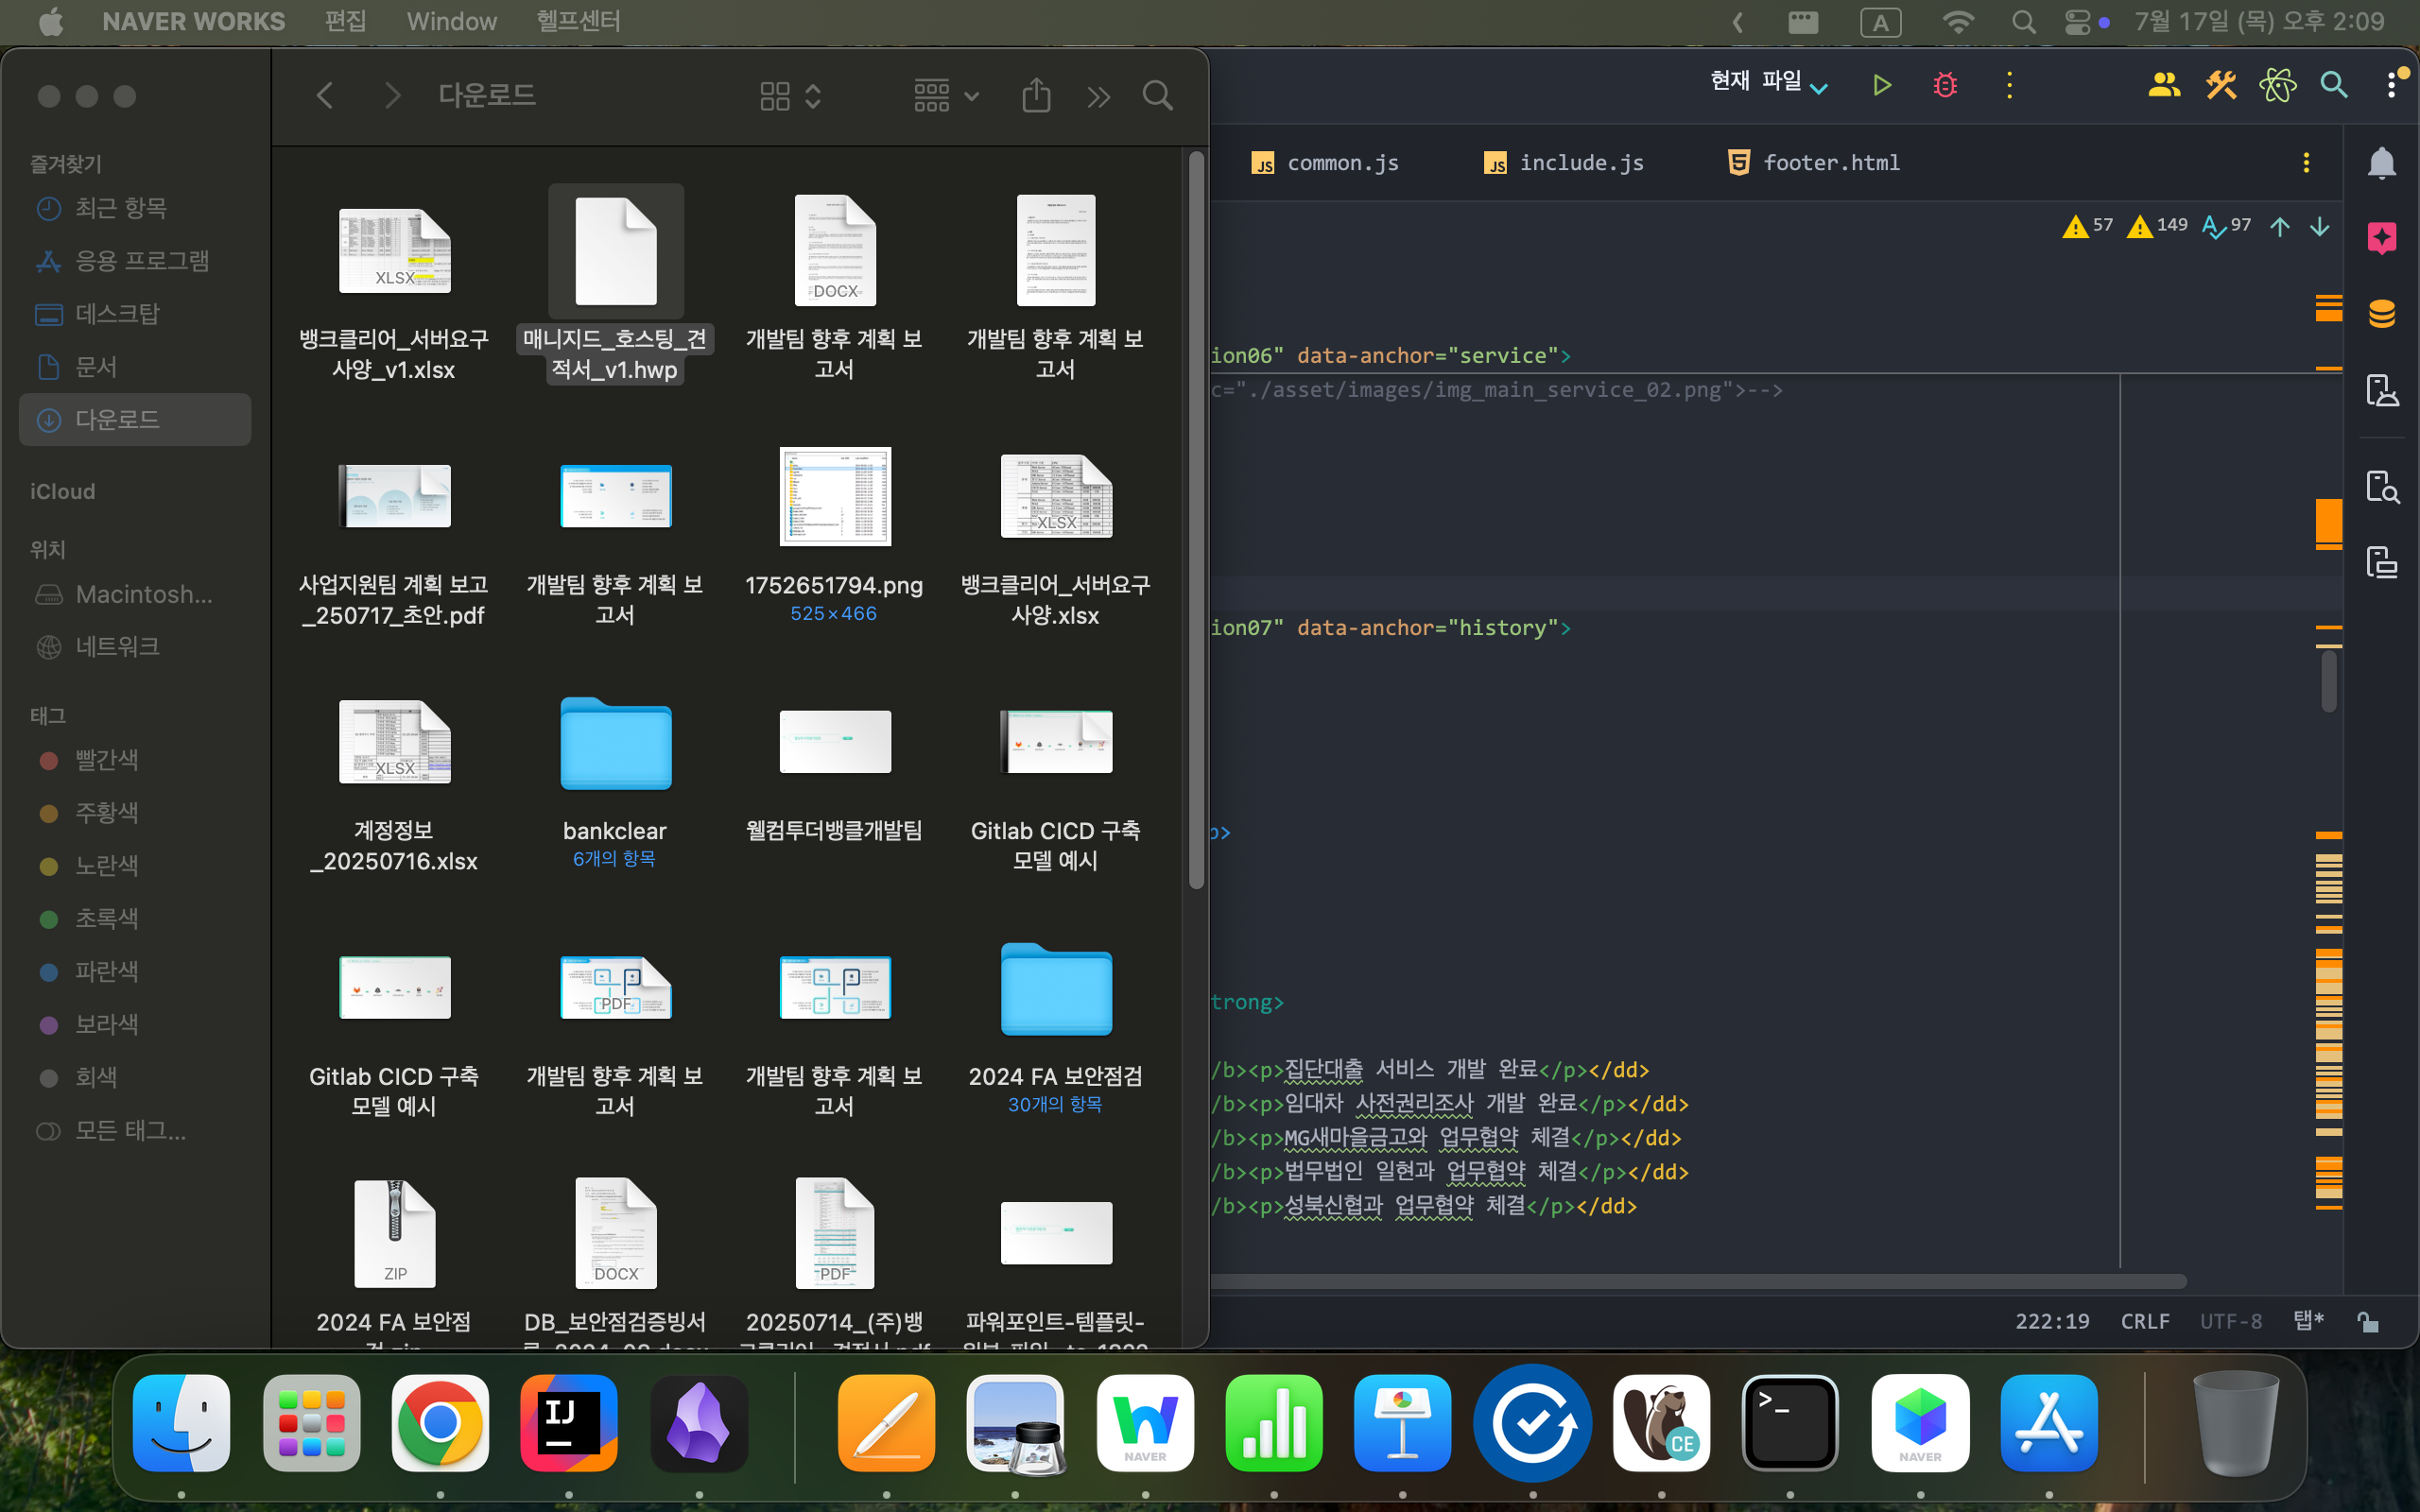 NAVER WORKS 편집 Window 헬프센터
A 7월 17일 (목) 오후 2:09
다운로드
즐겨찾기
최근 항목
응용 프로그램
데스크탑
문서
다운로드
iCloud
위치
Macintosh...
네트워크
태그
빨간색
주황색
노란색
초록색
파란색
보라색
회색
모든 태그...
XLSX
DOCX
뱅크클리어_서버요구
사양_v1.xlsx
매니지드_호스팅_견
적서_v1.hwp
개발팀 향후 계획 보
고서
개발팀 향후 계획 보
고서
XLSX
사업지원팀 계획 보고
_250717_초안.pdf
개발팀 향후 계획 보
고서
1752651794.png
525×466
뱅크클리어_서버요구
사양.xlsx
XLSX
계정정보
_20250716.xlsx
bankclear
6개의 항목
웰컴투더뱅클개발팀
Gitlab CICD 구축
모델 예시
PDF
Gitlab CICD 구축
모델 예시
개발팀 향후 계획 보
고서
개발팀 향후 계획 보
고서
2024 FA 보안점검
30개의 항목
ZIP
DOCX
PDF
2024 FA 보안점
DB_보안점검증빙서
20250714_(주)뱅
파워포인트-템플릿-
현재 파일
JS common.js
JS include.js
5 footer.html
57 149 97
ion06" data-anchor="service">
c="./asset/images/img_main_service_02.png">-->
ion07" data-anchor="history">
p>
trong>
/b><p>집단대출 서비스 개발 완료</p></dd>
/b><p>임대차 사전권리조사 개발 완료</p></dd>
/b><p>MG새마을금고와 업무협약 체결</p></dd>
/b><p>법무법인 일현과 업무협약 체결</p></dd>
/b><p>성북신협과 업무협약 체결</p></dd>
222:19 CRLF UTF-8 탭*
IJ
NAVER
CE
>_
NAVER